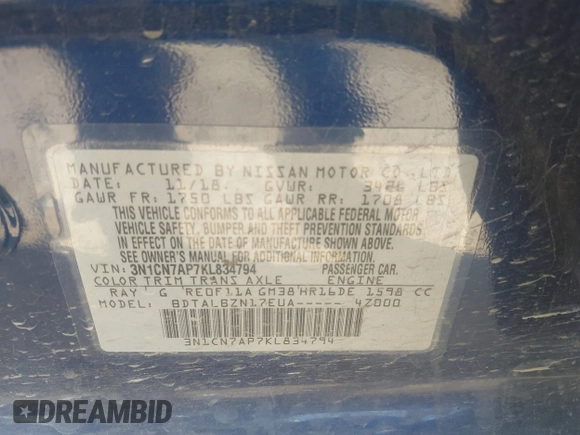 MANUFACTURED BY NISSAN MOTOR CO.,LTD.
DATE: 11/18. GVWR: LBS
GAWR FR: 1750 LBS GAWR RR: 1708 LBS
THIS VEHICLE CONFORMS TO ALL APPLICABLE FEDERAL MOTOR
VEHICLE SAFETY, BUMPER AND THEFT PREVENTION STANDARDS
IN EFFECT ON THE DATE OF MANUFACTURE SHOWN ABOVE.
SEE OWNER'S MANUAL FOR ADDITIONAL INFORMATION
VIN: 3N1CN7AP7KL834794 PASSENGER CAR.
COLOR TRIM TRANS AXLE ENGINE
RAY G RE0F11A GM38 HR16DE 1598 CC
MODEL: BDTALBZN17EUA----- 4Z000
3N1CN7AP7KL834794
DREAMBID